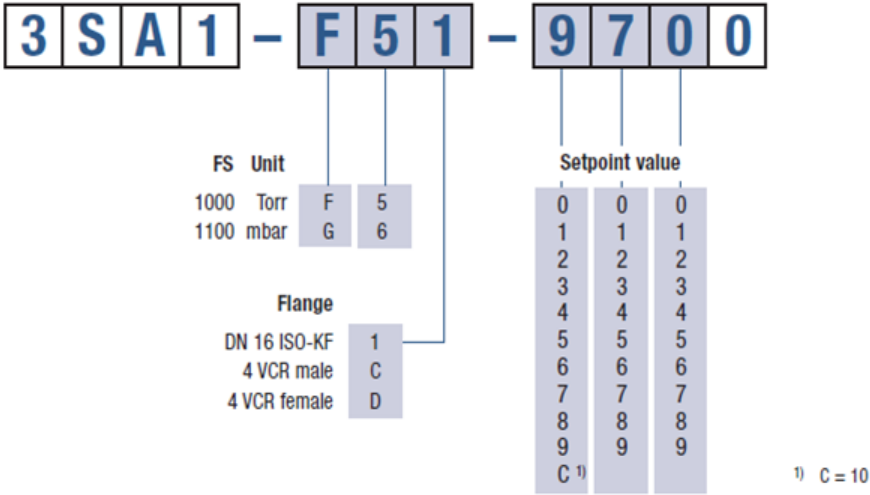 3SA1 – F51 – 9700
FS Unit
1000 Torr F 5
1100 mbar G 6
Flange
DN 16 ISO-KF 1
4 VCR male C
4 VCR female D
Setpoint value
0 0 0
1 1 1
2 2 2
3 3 3
4 4 4
5 5 5
6 6 6
7 7 7
8 8 8
9 9 9
C 1)
1) C = 10